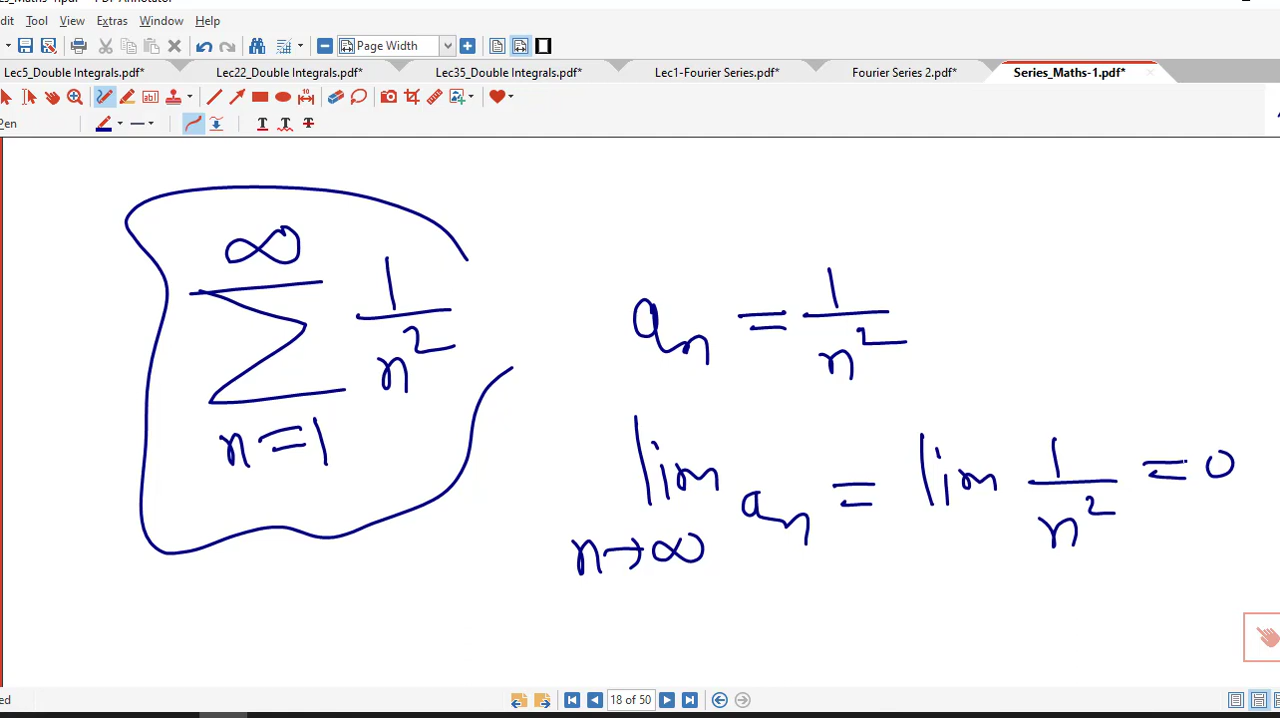 dit Tool View Extras Window Help
Page Width
Lec5_Double Integrals.pdf* Lec22_Double Integrals.pdf* Lec35_Double Integrals.pdf* Lec1-Fourier Series.pdf* Fourier Series 2.pdf* Series_Maths-1.pdf*
Pen
∞
∑ 1/n²
n=1
aₙ = 1/n²
lim aₙ = lim 1/n² = 0
n→∞
18 of 50